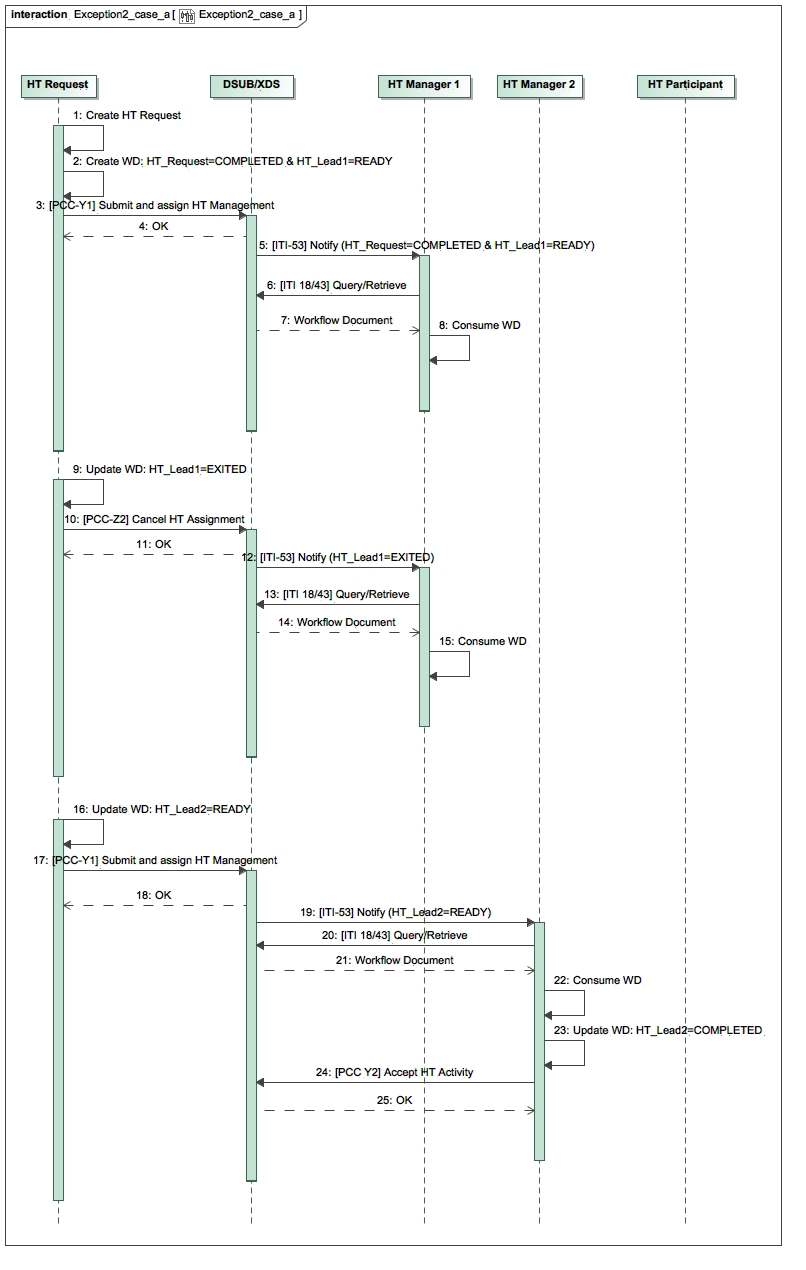 interaction Exception2_case_a [ Exception2_case_a ]
HT Request
DSUB/XDS
HT Manager 1
HT Manager 2
HT Participant
1: Create HT Request
2: Create WD: HT_Request=COMPLETED & HT_Lead1=READY
3: [PCC-Y1] Submit and assign HT Management
4: OK
5: [ITI-53] Notify (HT_Request=COMPLETED & HT_Lead1=READY)
6: [ITI 18/43] Query/Retrieve
7: Workflow Document
8: Consume WD
9: Update WD: HT_Lead1=EXITED
10: [PCC-Z2] Cancel HT Assignment
11: OK
12: [ITI-53] Notify (HT_Lead1=EXITED)
13: [ITI 18/43] Query/Retrieve
14: Workflow Document
15: Consume WD
16: Update WD: HT_Lead2=READY
17: [PCC-Y1] Submit and assign HT Management
18: OK
19: [ITI-53] Notify (HT_Lead2=READY)
20: [ITI 18/43] Query/Retrieve
21: Workflow Document
22: Consume WD
23: Update WD: HT_Lead2=COMPLETED
24: [PCC Y2] Accept HT Activity
25: OK